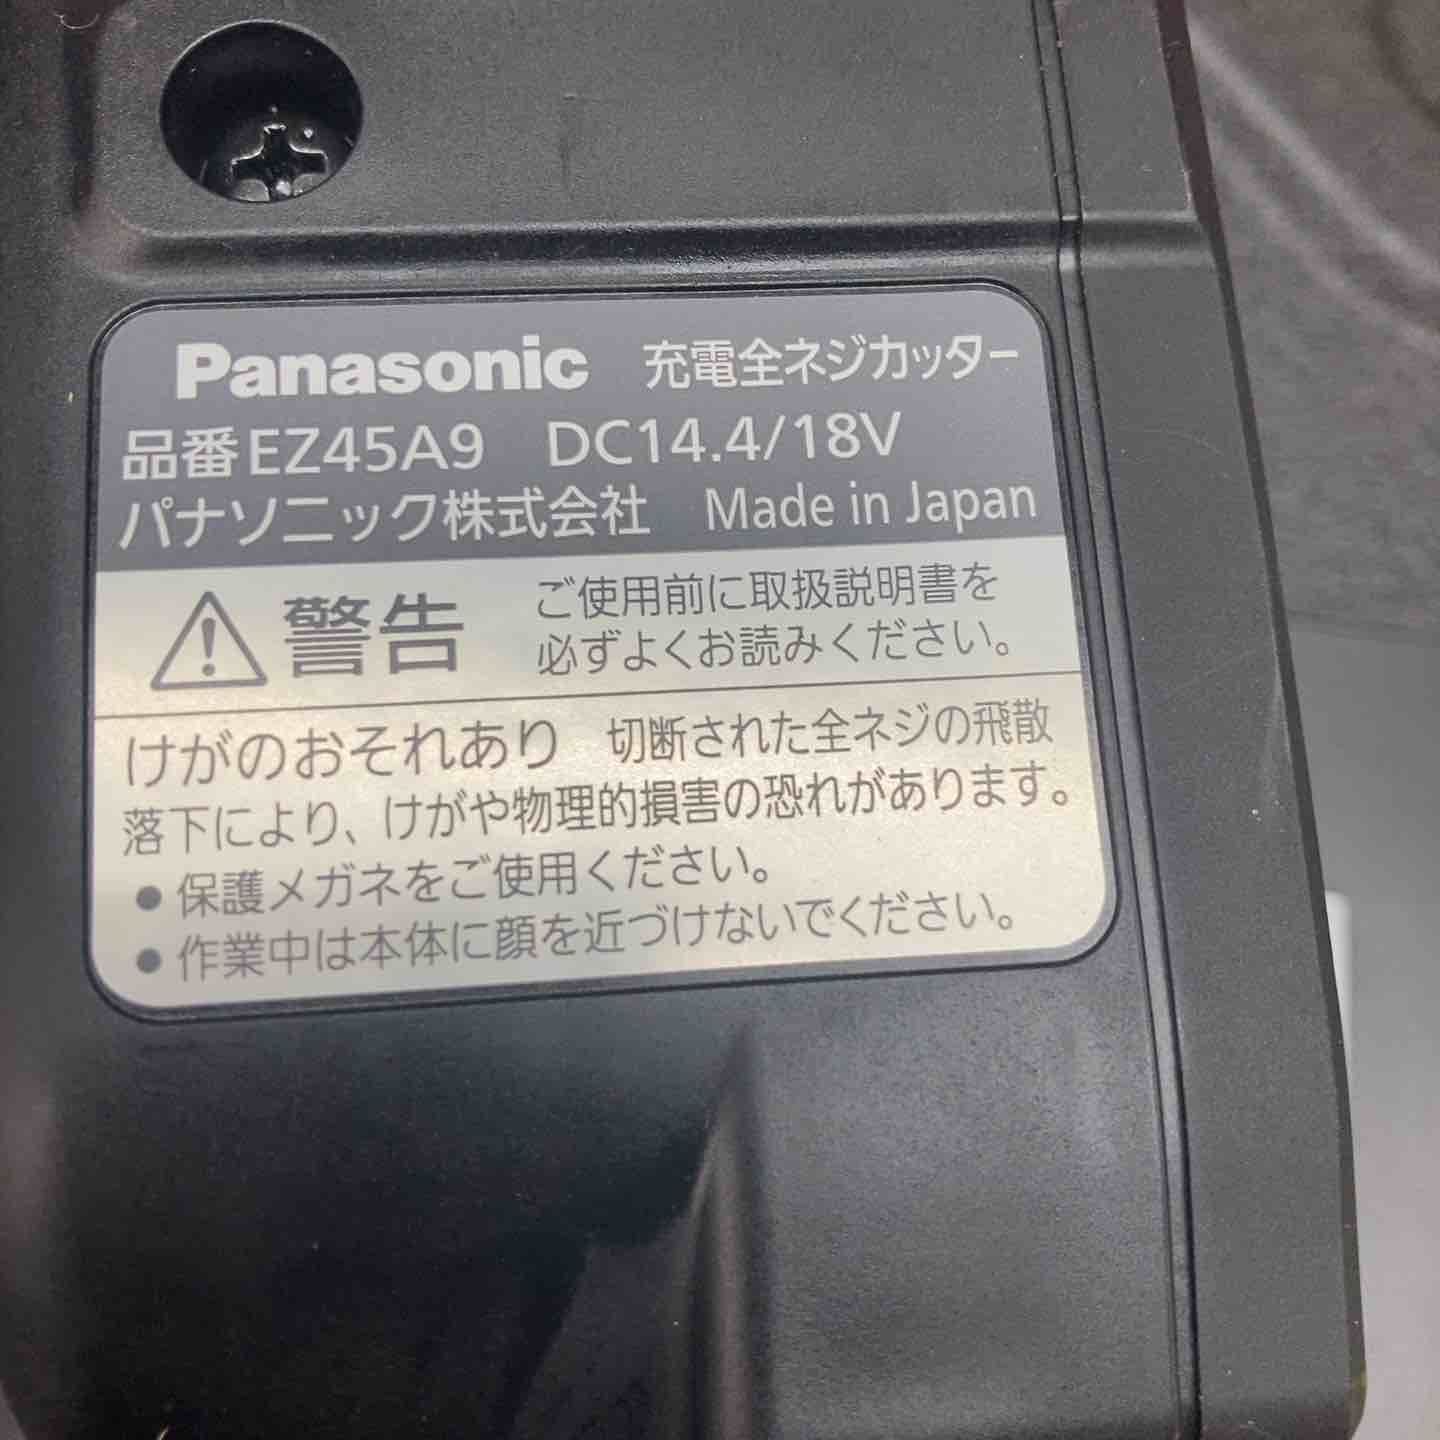 Panasonic 充電全ネジカッター
品番EZ45A9 DC14.4/18V
パナソニック株式会社 Made in Japan
警告 ご使用前に取扱説明書を
必ずよくお読みください。
けがのおそれあり 切断された全ネジの飛散
落下により、けがや物理的損害の恐れがあります。
● 保護メガネをご使用ください。
● 作業中は本体に顔を近づけないでください。